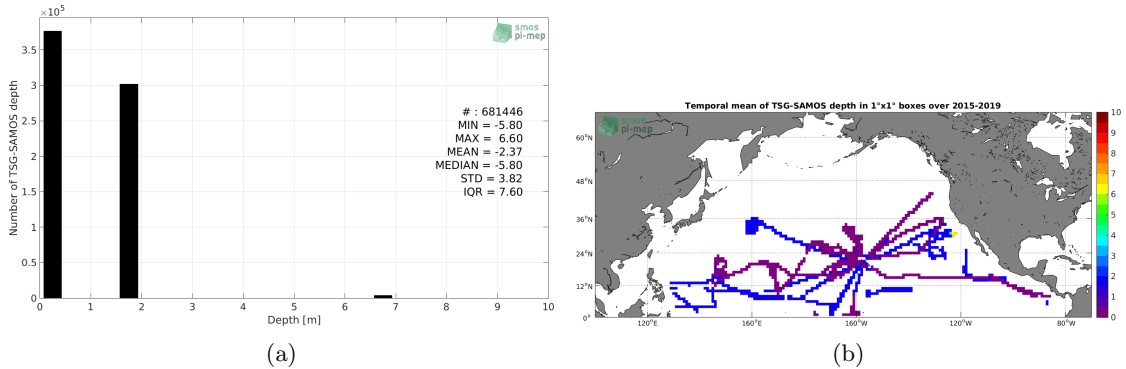 ×10⁵
3.5
3
2.5
2
1.5
1
0.5
0
Number of TSG-SAMOS depth
smos
pi-mep
# : 681446
MIN = -5.80
MAX = 6.60
MEAN = -2.37
MEDIAN = -5.80
STD = 3.82
IQR = 7.60
0 1 2 3 4 5 6 7 8 9 10
Depth [m]
(a)
Temporal mean of TSG-SAMOS depth in 1°x1° boxes over 2015-2019
smos
pi-mep
60°N
48°N
36°N
24°N
12°N
0°
120°E 160°E 160°W 120°W 80°W
10
9
8
7
6
5
4
3
2
1
0
(b)